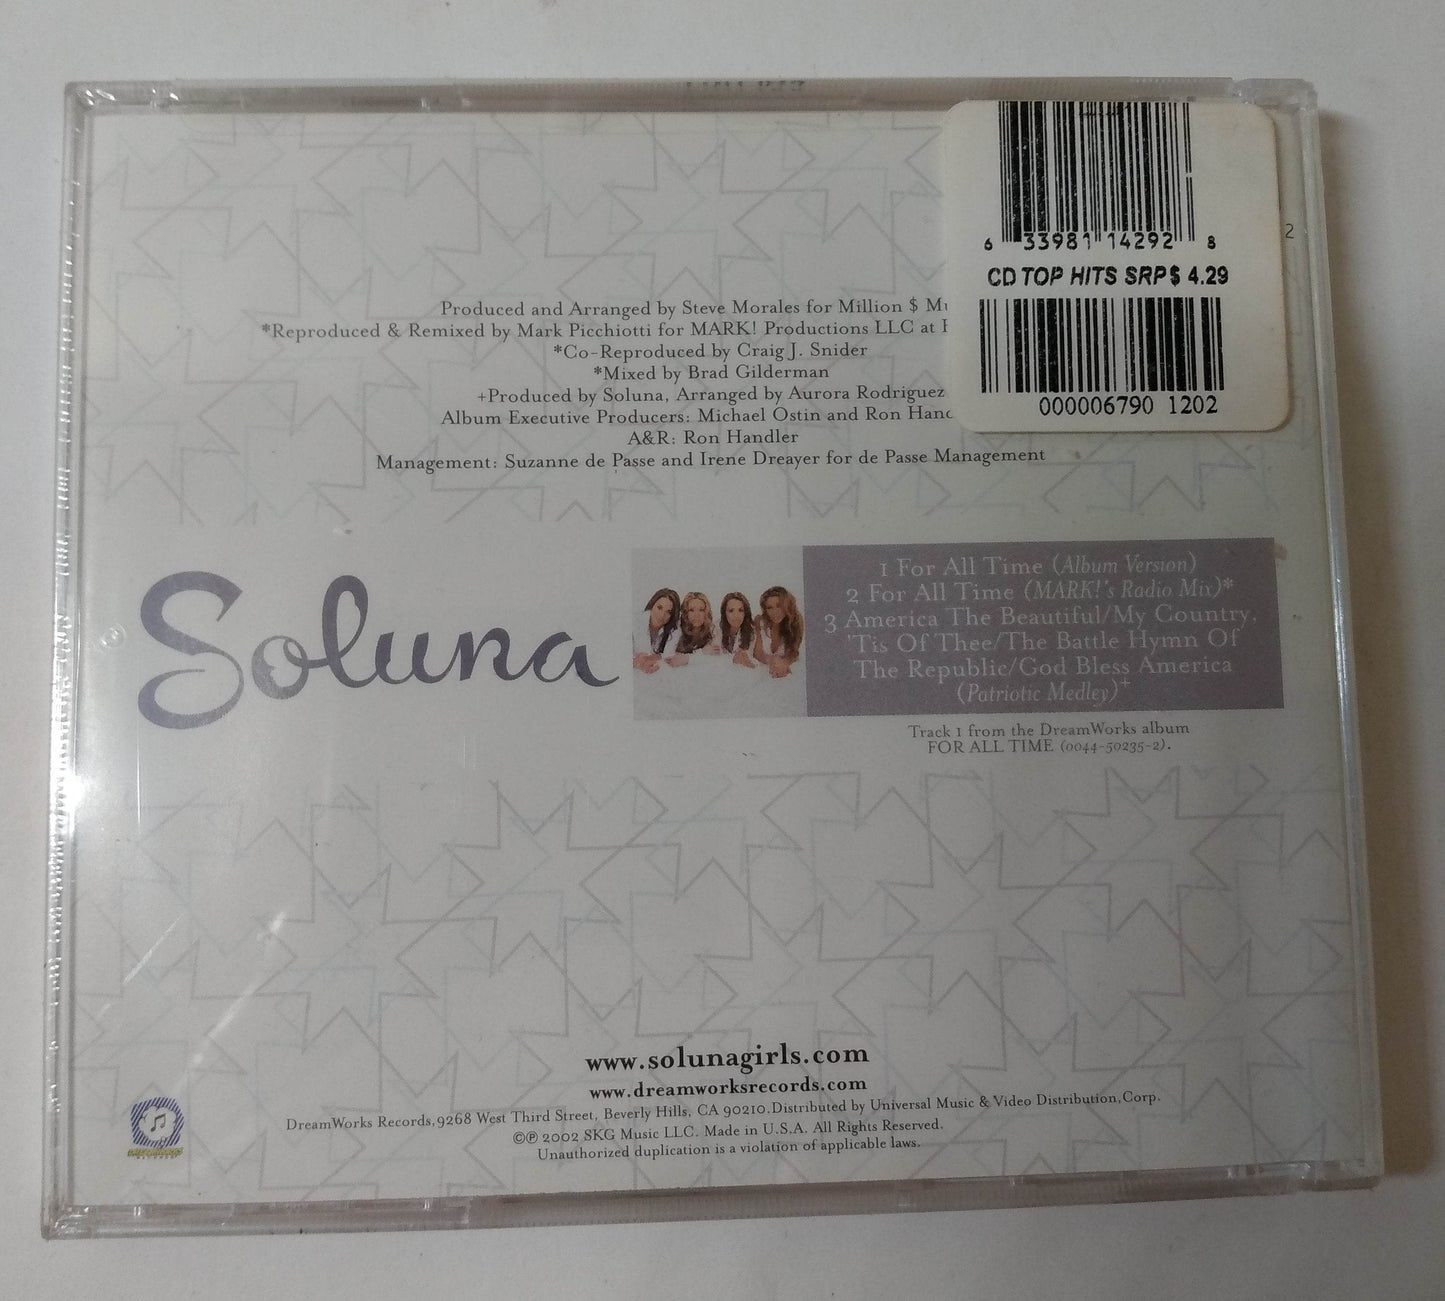 6 33981 14292 8
2
CD TOP HITS SRP$ 4.29
000006790 1202
Produced and Arranged by Steve Morales for Million $
*Reproduced & Remixed by Mark Picchiotti for MARK! Productions LLC at
*Co-Reproduced by Craig J. Snider
*Mixed by Brad Gilderman
+Produced by Soluna, Arranged by Aurora Rodriguez
Album Executive Producers: Michael Ostin and Ron
A&R: Ron Handler
Management: Suzanne de Passe and Irene Dreayer for de Passe Management
Soluna
1 For All Time (Album Version)
2 For All Time (MARK!'s Radio Mix)*
3 America The Beautiful/My Country,
'Tis Of Thee/The Battle Hymn Of
The Republic/God Bless America
(Patriotic Medley)+
Track 1 from the DreamWorks album
FOR ALL TIME (0044-50235-2).
www.solunagirls.com
www.dreamworksrecords.com
DreamWorks Records,9268 West Third Street, Beverly Hills, CA 90210.Distributed by Universal Music & Video Distribution,Corp.
©℗ 2002 SKG Music LLC. Made in U.S.A. All Rights Reserved.
Unauthorized duplication is a violation of applicable laws.